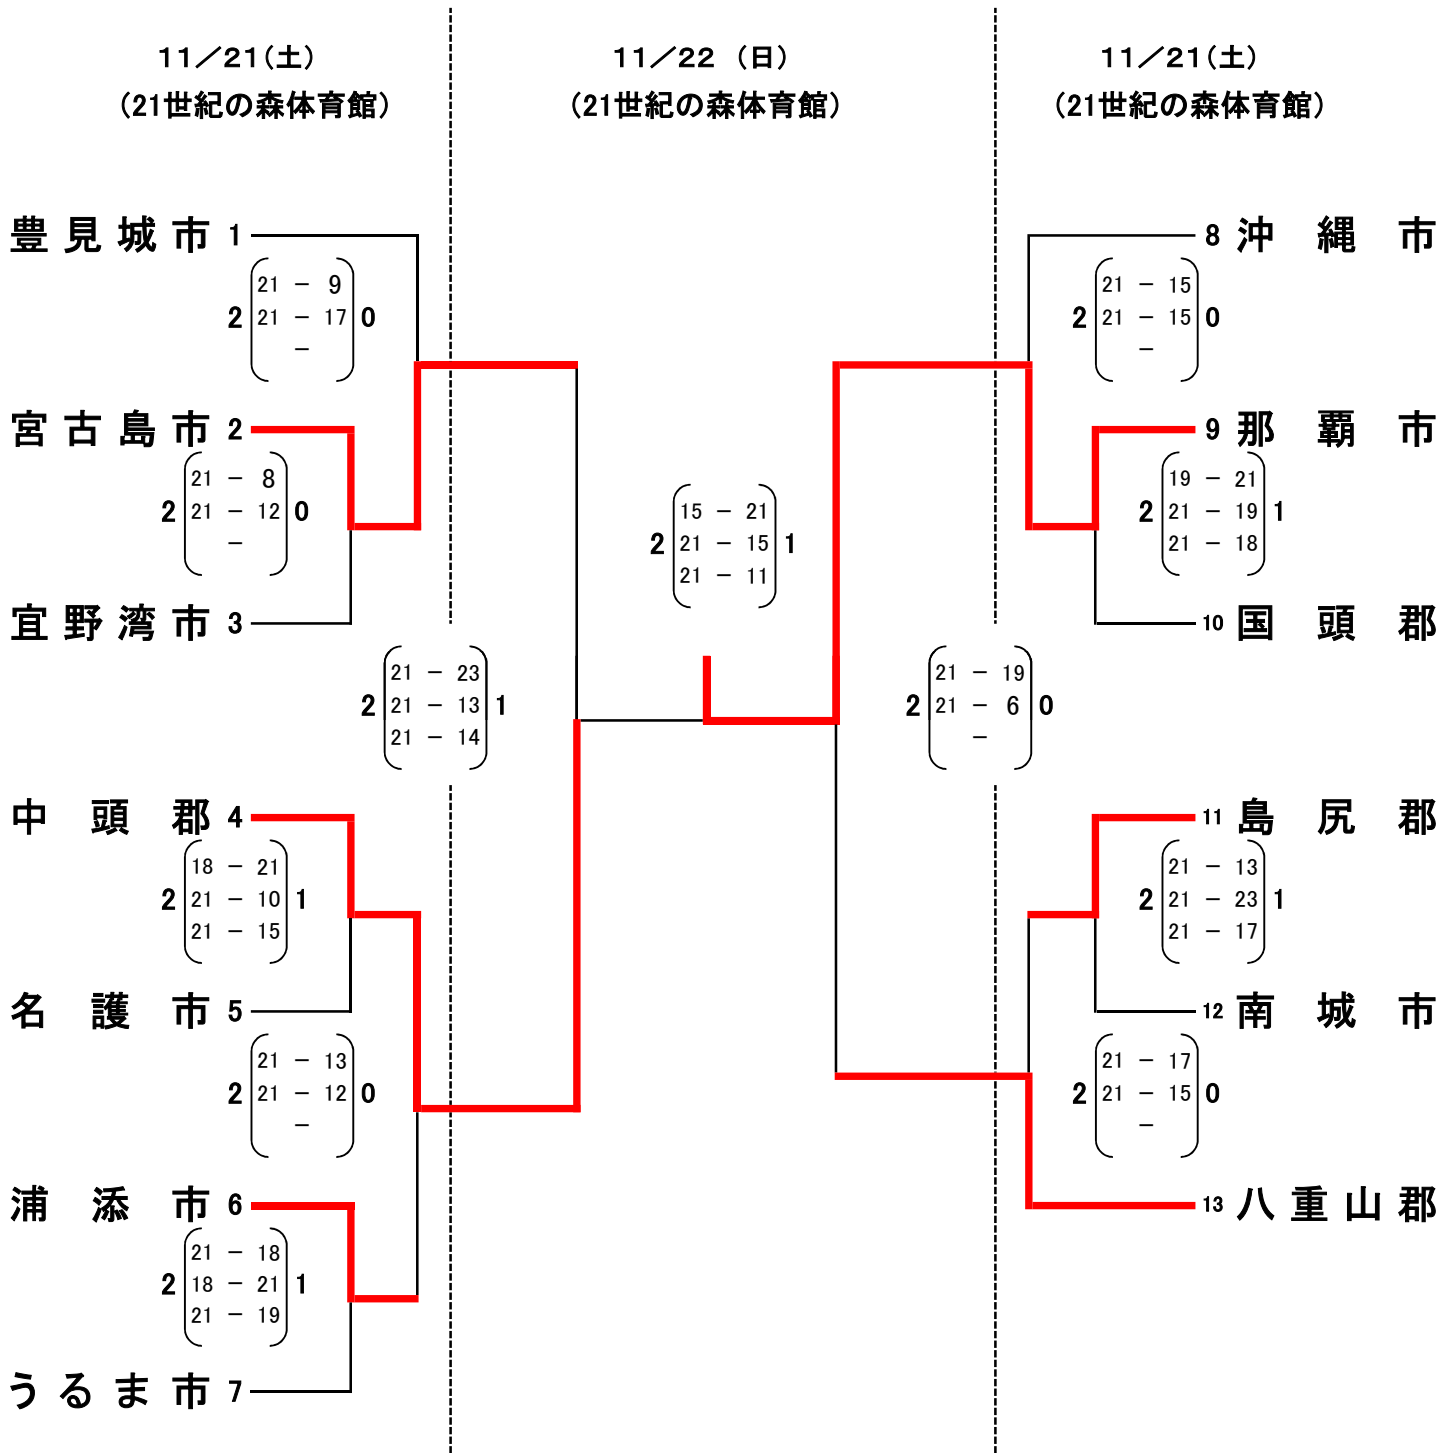 11／21(土)
(21世紀の森体育館)
11／22 (日)
(21世紀の森体育館)
11／21(土)
(21世紀の森体育館)
豊見城市 1
21 － 9
2 21 － 17 0
－
宮古島市 2
21 － 8
2 21 － 12 0
－
宜野湾市 3
21 － 23
2 21 － 13 1
21 － 14
中頭郡 4
18 － 21
2 21 － 10 1
21 － 15
名護市 5
21 － 13
2 21 － 12 0
－
浦添市 6
21 － 18
2 18 － 21 1
21 － 19
うるま市 7
15 － 21
2 21 － 15 1
21 － 11
8 沖縄市
21 － 15
2 21 － 15 0
－
9 那覇市
19 － 21
2 21 － 19 1
21 － 18
10 国頭郡
21 － 19
2 21 － 6 0
－
11 島尻郡
21 － 13
2 21 － 23 1
21 － 17
12 南城市
21 － 17
2 21 － 15 0
－
13 八重山郡